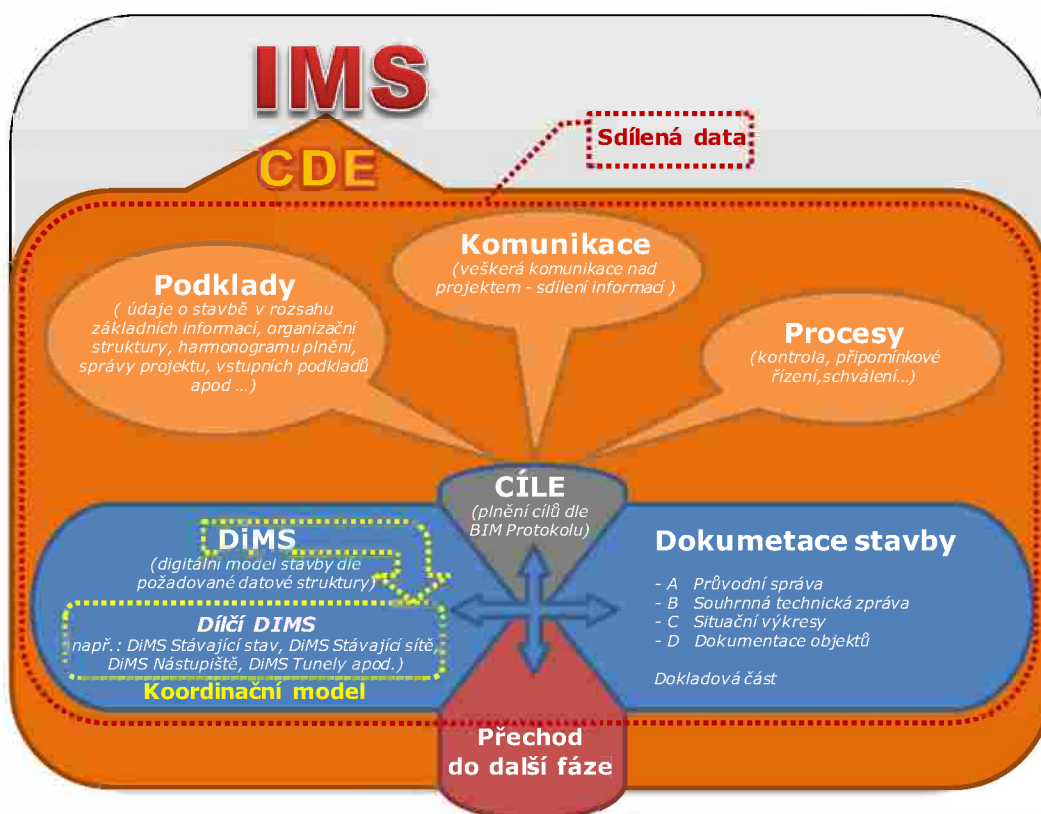 IMS
CDE
Sdílená data
Komunikace
(veškerá komunikace nad
projektem - sdílení informací )
Podklady
( údaje o stavbě v rozsahu
základních informací, organizační
struktury, harmonogramu plnění,
správy projektu, vstupních podkladů
apod ...)
Procesy
(kontrola, připomínkové
řízení,schválení...)
CÍLE
(plnění cílů dle
BIM Protokolu)
DiMS
(digitální model stavby dle
požadované datové struktury)
Dílčí DIMS
např.: DiMS Stávající stav, DiMS Stávající sítě,
DiMS Nástupiště, DiMS Tunely apod.)
Koordinační model
Dokumetace stavby
- A Průvodní správa
- B Souhrnná technická zpráva
- C Situační výkresy
- D Dokumentace objektů
Dokladová část
Přechod
do další fáze